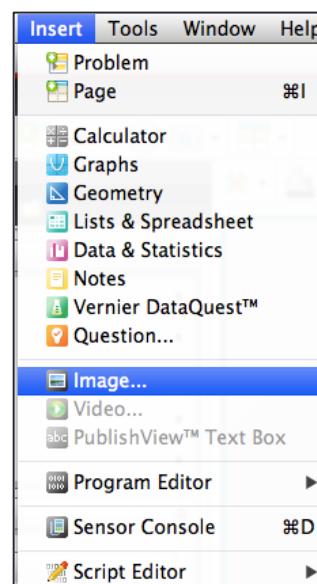 Insert Tools Window Help
Problem
Page ⌘I
Calculator
Graphs
Geometry
Lists & Spreadsheet
Data & Statistics
Notes
Vernier DataQuest™
Question...
Image...
Video...
abc PublishView™ Text Box
Program Editor
Sensor Console ⌘D
Script Editor